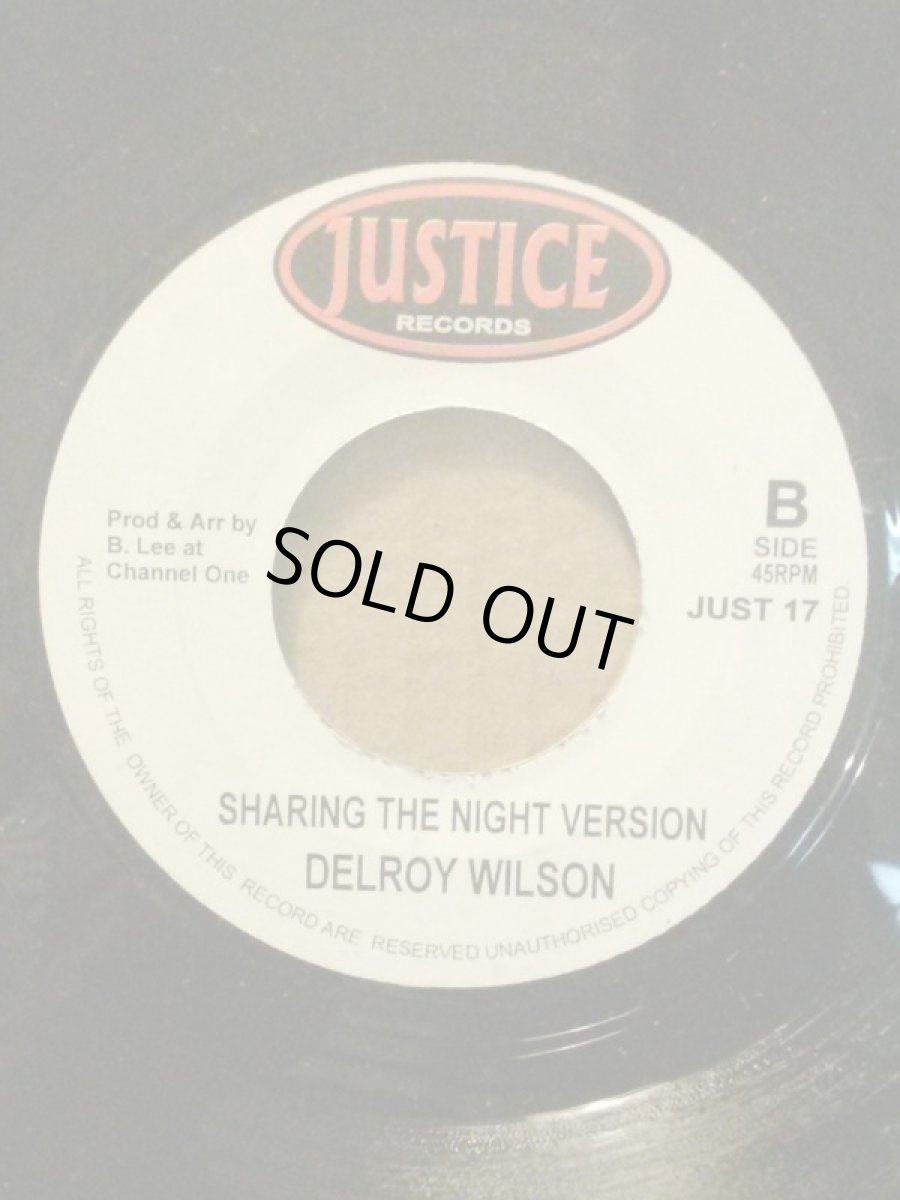 JUSTICE
RECORDS
Prod & Arr by
B. Lee at
Channel One
B
SIDE
45RPM
JUST 17
SOLD OUT
SHARING THE NIGHT VERSION
DELROY WILSON
ALL RIGHTS OF THE OWNER OF THIS RECORD ARE RESERVED UNAUTHORISED COPYING OF THIS RECORD PROHIBITED